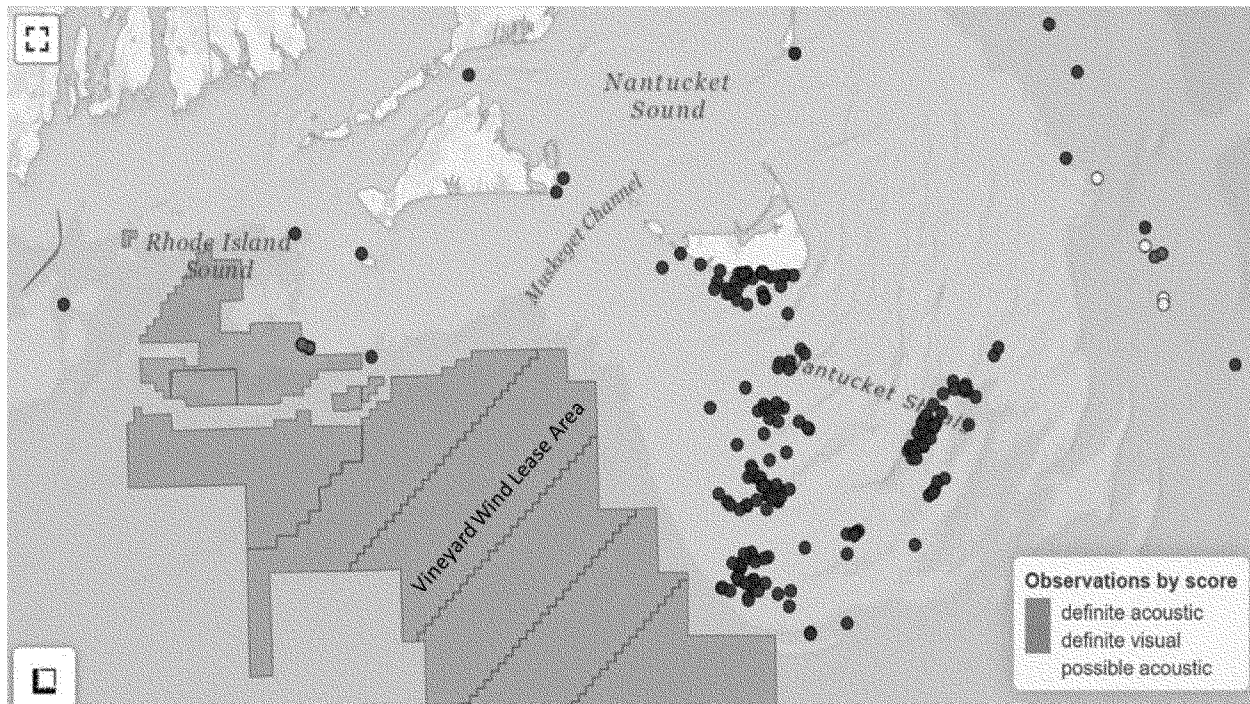 Nantucket
Sound
Muskeget Channel
Rhode Island
Sound
Nantucket Shoals
Vineyard Wind Lease Area
Observations by score
definite acoustic
definite visual
possible acoustic